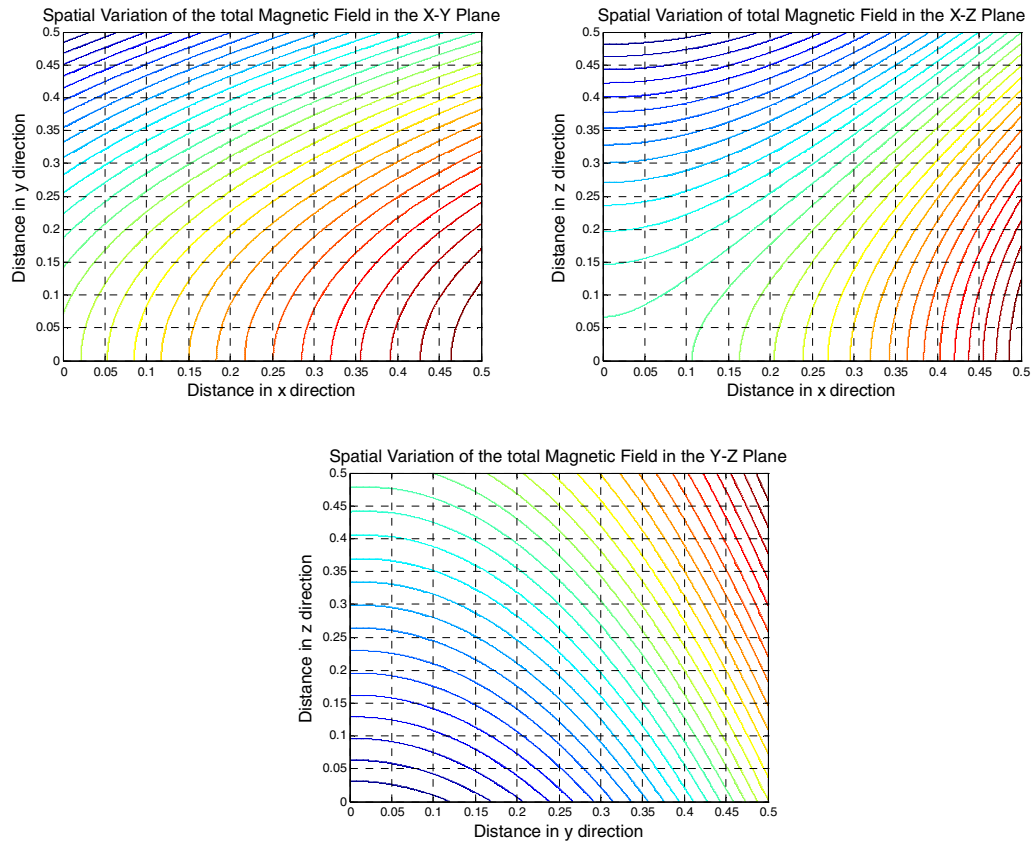 Spatial Variation of the total Magnetic Field in the X-Y Plane
0.5
0.45
0.4
0.35
0.3
0.25
0.2
0.15
0.1
0.05
0
Distance in y direction
0 0.05 0.1 0.15 0.2 0.25 0.3 0.35 0.4 0.45 0.5
Distance in x direction
Spatial Variation of total Magnetic Field in the X-Z Plane
0.5
0.45
0.4
0.35
0.3
0.25
0.2
0.15
0.1
0.05
0
Distance in z direction
0 0.05 0.1 0.15 0.2 0.25 0.3 0.35 0.4 0.45 0.5
Distance in x direction
Spatial Variation of the total Magnetic Field in the Y-Z Plane
0.5
0.45
0.4
0.35
0.3
0.25
0.2
0.15
0.1
0.05
0
Distance in z direction
0 0.05 0.1 0.15 0.2 0.25 0.3 0.35 0.4 0.45 0.5
Distance in y direction